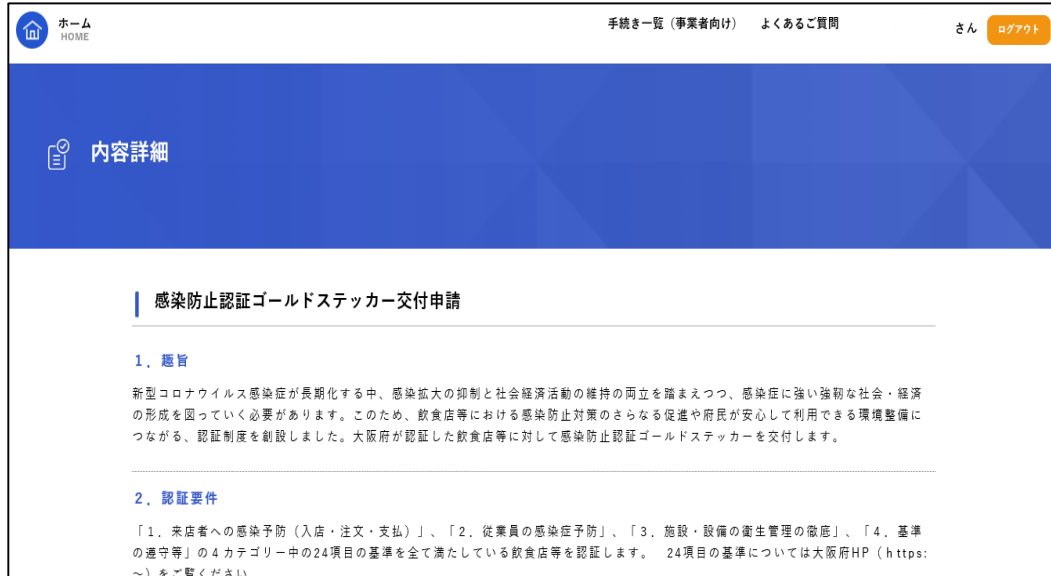 ホーム
HOME
手続き一覧（事業者向け）　よくあるご質問
さん　ログアウト
内容詳細
感染防止認証ゴールドステッカー交付申請
１．趣旨
新型コロナウイルス感染症が長期化する中、感染拡大の抑制と社会経済活動の維持の両立を踏まえつつ、感染症に強い強靭な社会・経済
の形成を図っていく必要があります。このため、飲食店等における感染防止対策のさらなる促進や府民が安心して利用できる環境整備に
つながる、認証制度を創設しました。大阪府が認証した飲食店等に対して感染防止認証ゴールドステッカーを交付します。
２．認証要件
「１．来店者への感染予防（入店・注文・支払）」、「２．従業員の感染症予防」、「３．施設・設備の衛生管理の徹底」、「４．基準
の遵守等」の４カテゴリー中の24項目の基準を全て満たしている飲食店等を認証します。　24項目の基準については大阪府HP（https:
～）をご覧ください